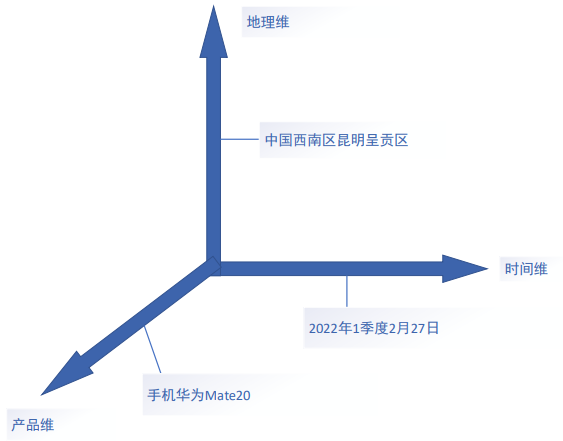 地理维
中国西南区昆明呈贡区
时间维
2022年1季度2月27日
手机华为Mate20
产品维